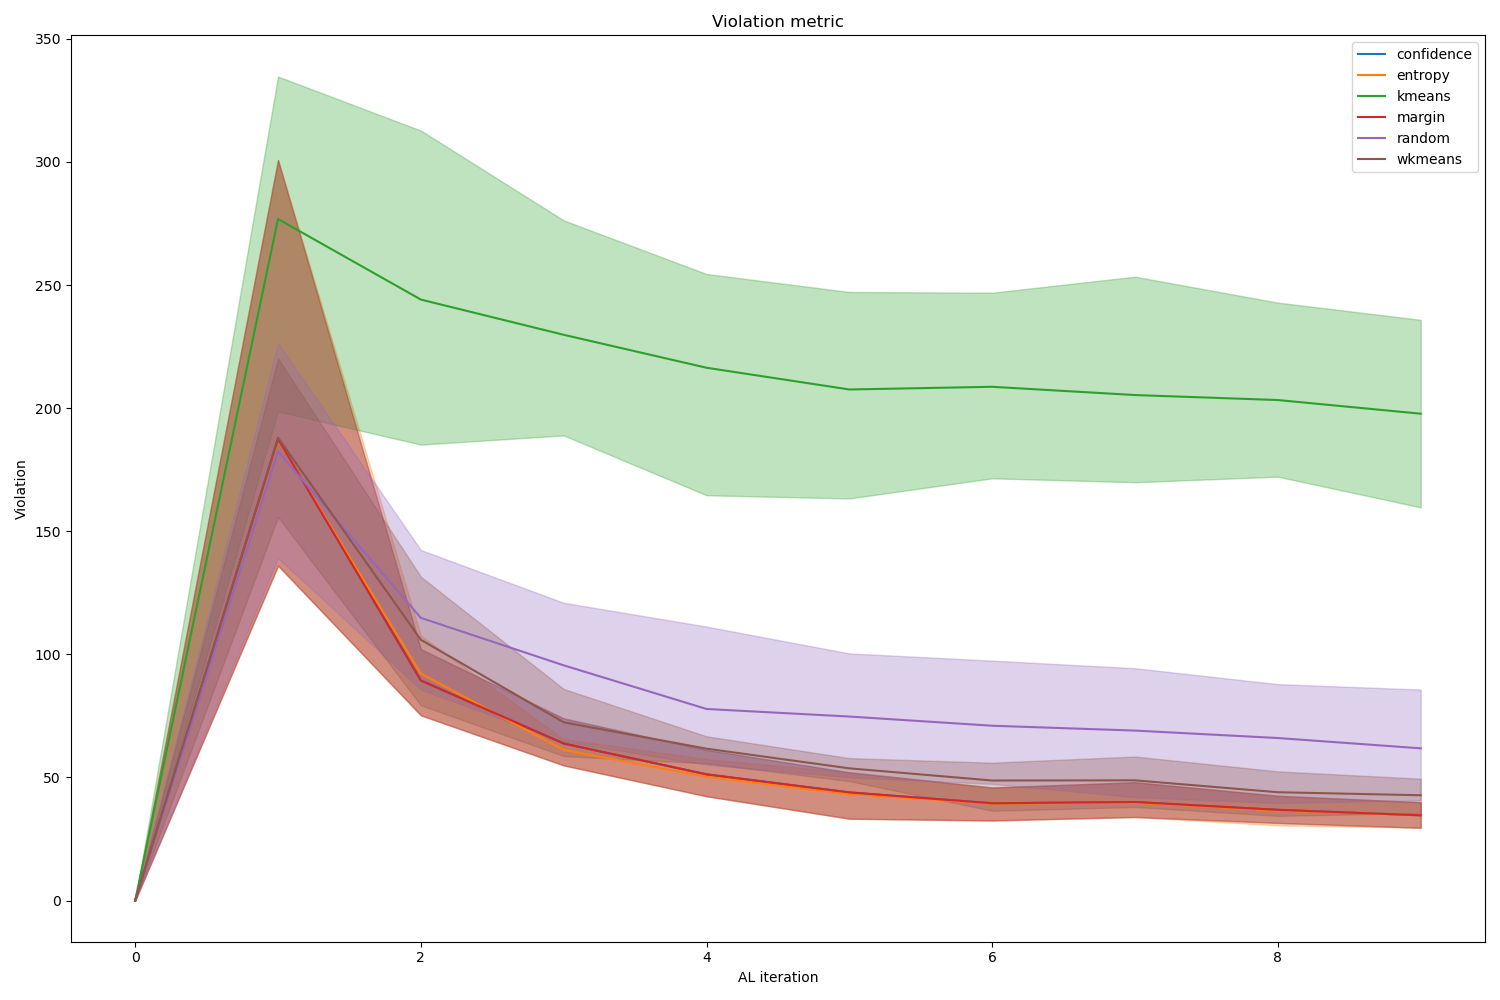 Violation metric
350
300
250
200
150
100
50
0
Violation
0 2 4 6 8
AL iteration
confidence
entropy
kmeans
margin
random
wkmeans